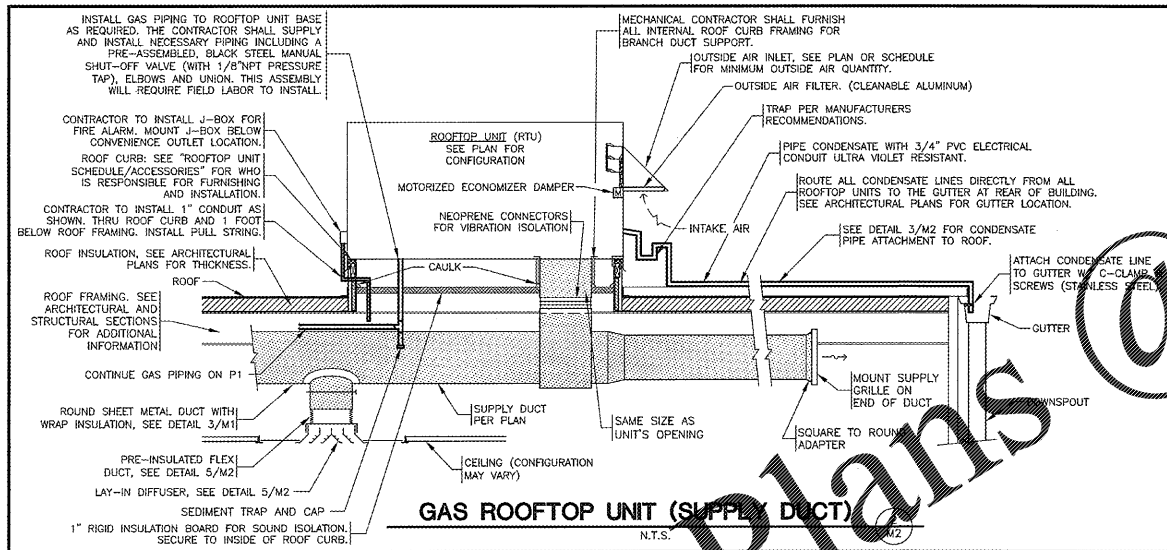 INSTALL GAS PIPING TO ROOFTOP UNIT BASE
AS REQUIRED. THE CONTRACTOR SHALL SUPPLY
AND INSTALL NECESSARY PIPING INCLUDING A
PRE-ASSEMBLED, BLACK STEEL MANUAL
SHUT-OFF VALVE (WITH 1/8"NPT PRESSURE
TAP), ELBOWS AND UNION. THIS ASSEMBLY
WILL REQUIRE FIELD LABOR TO INSTALL.
CONTRACTOR TO INSTALL J-BOX FOR
FIRE ALARM. MOUNT J-BOX BELOW
CONVENIENCE OUTLET LOCATION.
ROOF CURB: SEE "ROOFTOP UNIT
SCHEDULE/ACCESSORIES" FOR WHO
IS RESPONSIBLE FOR FURNISHING
AND INSTALLATION.
CONTRACTOR TO INSTALL 1" CONDUIT AS
SHOWN. THRU ROOF CURB AND 1 FOOT
BELOW ROOF FRAMING. INSTALL PULL STRING.
ROOF INSULATION, SEE ARCHITECTURAL
PLANS FOR THICKNESS.
ROOF
ROOF FRAMING. SEE
ARCHITECTURAL AND
STRUCTURAL SECTIONS
FOR ADDITIONAL
INFORMATION
CONTINUE GAS PIPING ON P1
ROUND SHEET METAL DUCT WITH
WRAP INSULATION, SEE DETAIL 3/M1
PRE-INSULATED FLEX
DUCT, SEE DETAIL 5/M2
LAY-IN DIFFUSER, SEE DETAIL 5/M2
SEDIMENT TRAP AND CAP
1" RIGID INSULATION BOARD FOR SOUND ISOLATION.
SECURE TO INSIDE OF ROOF CURB.
ROOFTOP UNIT (RTU)
SEE PLAN FOR
CONFIGURATION
MOTORIZED ECONOMIZER DAMPER
M
NEOPRENE CONNECTORS
FOR VIBRATION ISOLATION
CAULK
SUPPLY DUCT
PER PLAN
CEILING (CONFIGURATION
MAY VARY)
SAME SIZE AS
UNIT'S OPENING
MECHANICAL CONTRACTOR SHALL FURNISH
ALL INTERNAL ROOF CURB FRAMING FOR
BRANCH DUCT SUPPORT.
OUTSIDE AIR INLET, SEE PLAN OR SCHEDULE
FOR MINIMUM OUTSIDE AIR QUANTITY.
OUTSIDE AIR FILTER. (CLEANABLE ALUMINUM)
TRAP PER MANUFACTURERS
RECOMMENDATIONS.
PIPE CONDENSATE WITH 3/4" PVC ELECTRICAL
CONDUIT ULTRA VIOLET RESISTANT.
ROUTE ALL CONDENSATE LINES DIRECTLY FROM ALL
ROOFTOP UNITS TO THE GUTTER AT REAR OF BUILDING.
SEE ARCHITECTURAL PLANS FOR GUTTER LOCATION.
INTAKE AIR
SEE DETAIL 3/M2 FOR CONDENSATE
PIPE ATTACHMENT TO ROOF.
ATTACH CONDENSATE LINE
TO GUTTER W/ C-CLAMP
SCREWS (STAINLESS STEEL)
GUTTER
MOUNT SUPPLY
GRILLE ON
END OF DUCT
DOWNSPOUT
SQUARE TO ROUND
ADAPTER
GAS ROOFTOP UNIT (SUPPLY DUCT)
N.T.S.
M2
Plans @